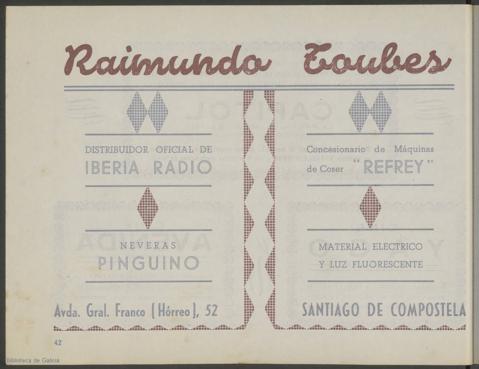 Raimundo Toubes
DISTRIBUIDOR OFICIAL DE
IBERIA RADIO
NEVERAS
PINGUINO
Concesionario de Máquinas
de Coser "REFREY"
MATERIAL ELECTRICO
Y LUZ FLUORESCENTE
Avda. Gral. Franco (Hórreo), 52
SANTIAGO DE COMPOSTELA
42
Biblioteca de Galicia